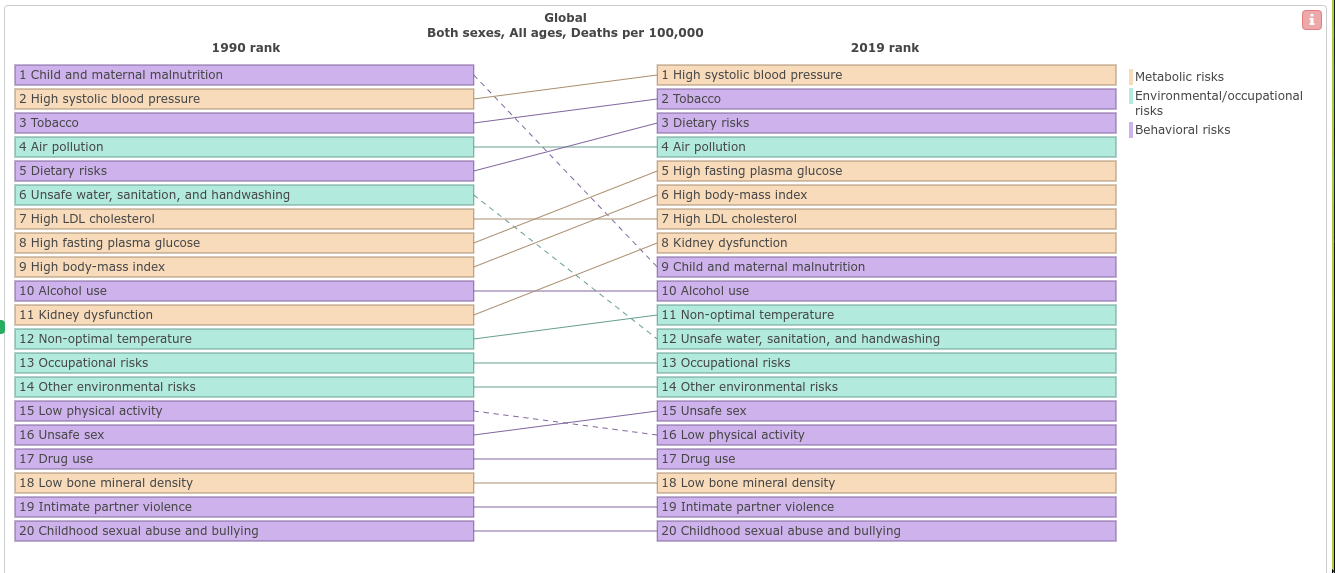 Global
Both sexes, All ages, Deaths per 100,000
1990 rank
2019 rank
1 Child and maternal malnutrition
2 High systolic blood pressure
3 Tobacco
4 Air pollution
5 Dietary risks
6 Unsafe water, sanitation, and handwashing
7 High LDL cholesterol
8 High fasting plasma glucose
9 High body-mass index
10 Alcohol use
11 Kidney dysfunction
12 Non-optimal temperature
13 Occupational risks
14 Other environmental risks
15 Low physical activity
16 Unsafe sex
17 Drug use
18 Low bone mineral density
19 Intimate partner violence
20 Childhood sexual abuse and bullying
1 High systolic blood pressure
2 Tobacco
3 Dietary risks
4 Air pollution
5 High fasting plasma glucose
6 High body-mass index
7 High LDL cholesterol
8 Kidney dysfunction
9 Child and maternal malnutrition
10 Alcohol use
11 Non-optimal temperature
12 Unsafe water, sanitation, and handwashing
13 Occupational risks
14 Other environmental risks
15 Unsafe sex
16 Low physical activity
17 Drug use
18 Low bone mineral density
19 Intimate partner violence
20 Childhood sexual abuse and bullying
i
Metabolic risks
Environmental/occupational
risks
Behavioral risks